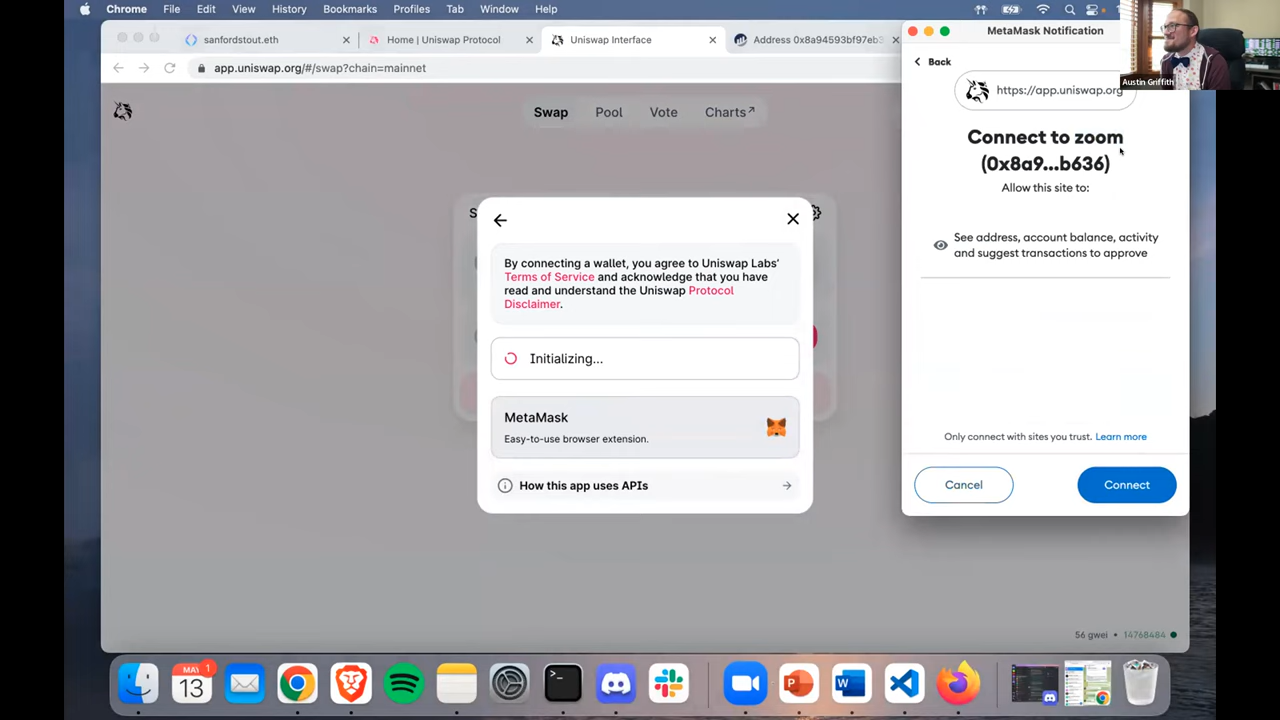 Chrome File Edit View History Bookmarks Profiles Tab Window Help
santateout.eth
Home | Uniswap Protocol
Uniswap Interface
Address 0x8a94593bf97eb3
app.uniswap.org/#/swap?chain=mainnet
Swap Pool Vote Charts↗
S
By connecting a wallet, you agree to Uniswap Labs’
Terms of Service and acknowledge that you have
read and understand the Uniswap Protocol
Disclaimer.
Initializing...
MetaMask
Easy-to-use browser extension.
How this app uses APIs
MetaMask Notification
Back
https://app.uniswap.org
Connect to zoom
(0x8a9...b636)
Allow this site to:
See address, account balance, activity
and suggest transactions to approve
Only connect with sites you trust. Learn more
Cancel
Connect
Austin Griffith
56 gwei • 14768484
MAY 1
13